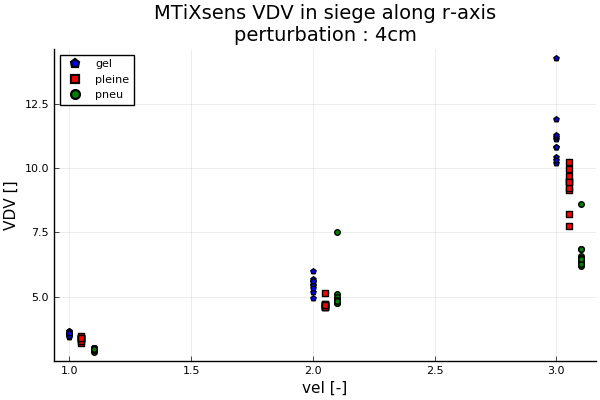 MTiXsens VDV in siege along r-axis
perturbation : 4cm
gel
pleine
pneu
12.5
10.0
7.5
5.0
VDV []
1.0
1.5
2.0
2.5
3.0
vel [-]